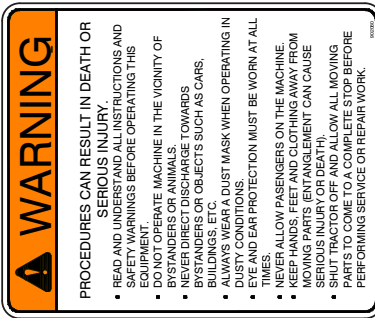 WARNING
PROCEDURES CAN RESULT IN DEATH OR
SERIOUS INJURY.
• READ AND UNDERSTAND ALL INSTRUCTIONS AND
SAFETY WARNINGS BEFORE OPERATING THIS
EQUIPMENT.
• DO NOT OPERATE MACHINE IN THE VICINITY OF
BYSTANDERS OR ANIMALS.
• NEVER DIRECT DISCHARGE TOWARDS
BYSTANDERS OR OBJECTS SUCH AS CARS,
BUILDINGS, ETC.
• ALWAYS WEAR A DUST MASK WHEN OPERATING IN
DUSTY CONDITIONS.
• EYE AND EAR PROTECTION MUST BE WORN AT ALL
TIMES.
• NEVER ALLOW PASENGERS ON THE MACHINE.
• KEEP HANDS, FEET AND CLOTHING AWAY FROM
MOVING PARTS (ENTANGLEMENT CAN CAUSE
SERIOUS INJURY OR DEATH).
• SHUT TRACTOR OFF AND ALLOW ALL MOVING
PARTS TO COME TO A COMPLETE STOP BEFORE
PERFORMING SERVICE OR REPAIR WORK.